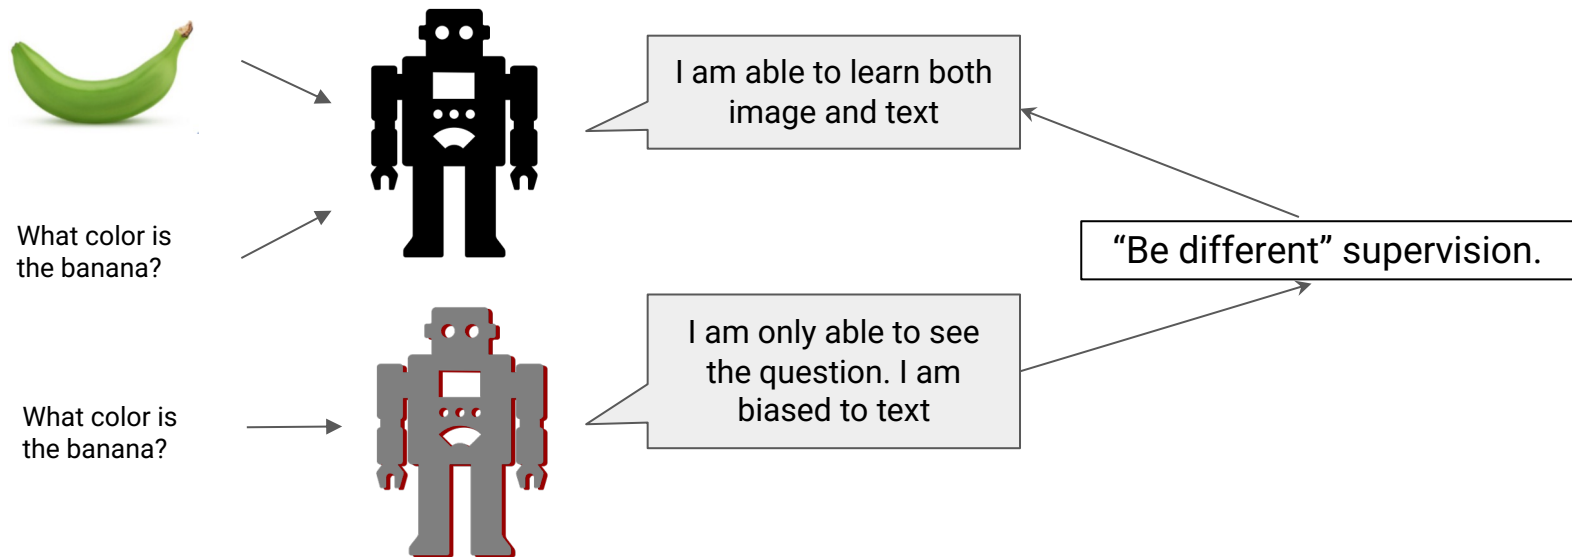 I am able to learn both
image and text
What color is
the banana?
“Be different” supervision.
I am only able to see
the question. I am
biased to text
What color is
the banana?